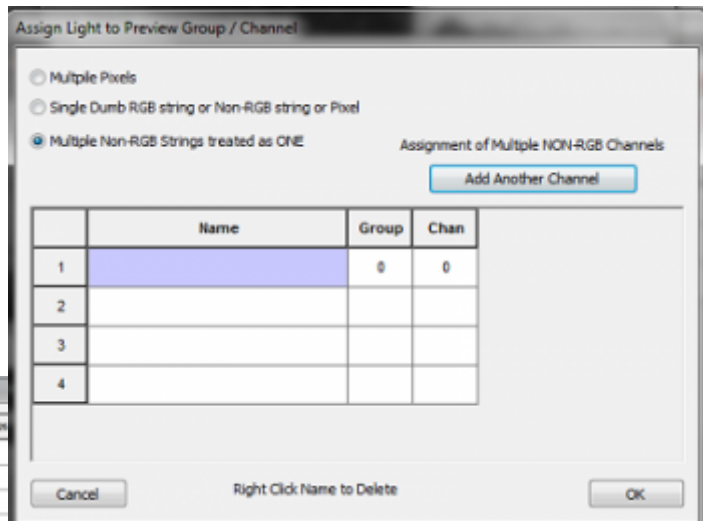 Assign Light to Preview Group / Channel
Multple Pixels
Single Dumb RGB string or Non-RGB string or Pixel
Multiple Non-RGB Strings treated as ONE
Assignment of Multiple NON-RGB Channels
Add Another Channel
Name Group Chan
1 0 0
2
3
4
Cancel Right Click Name to Delete OK